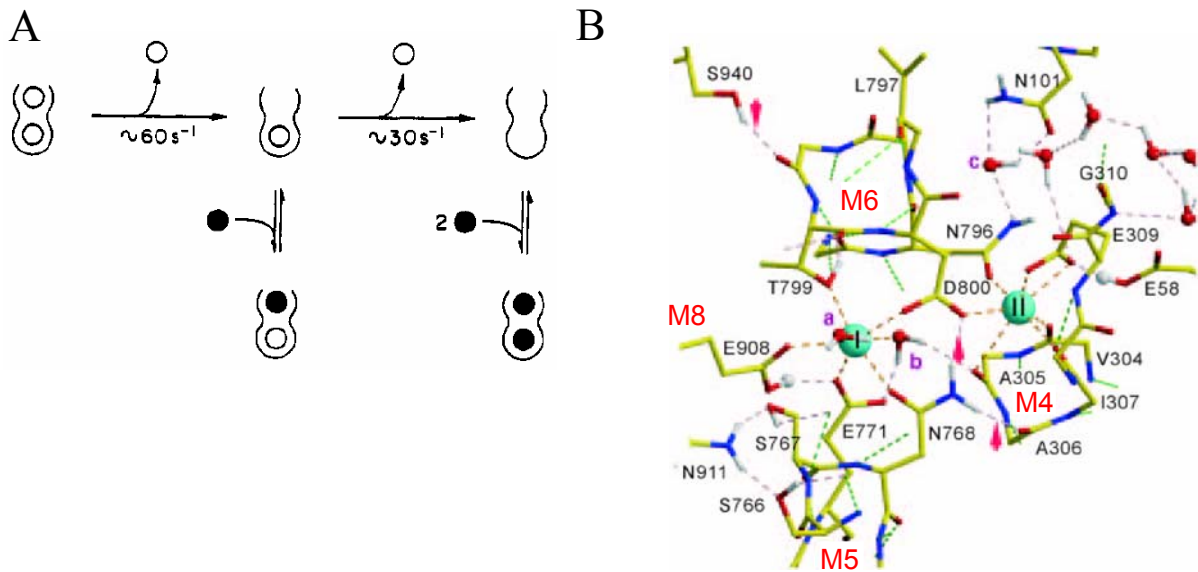 A
~60s⁻¹
~30s⁻¹
2
B
S940
L797
N101
c
G310
M6
N796
E309
T799
D800
E58
M8
a
I
II
E908
b
A305
V304
M4
I307
S767
E771
N768
A306
N911
S766
M5